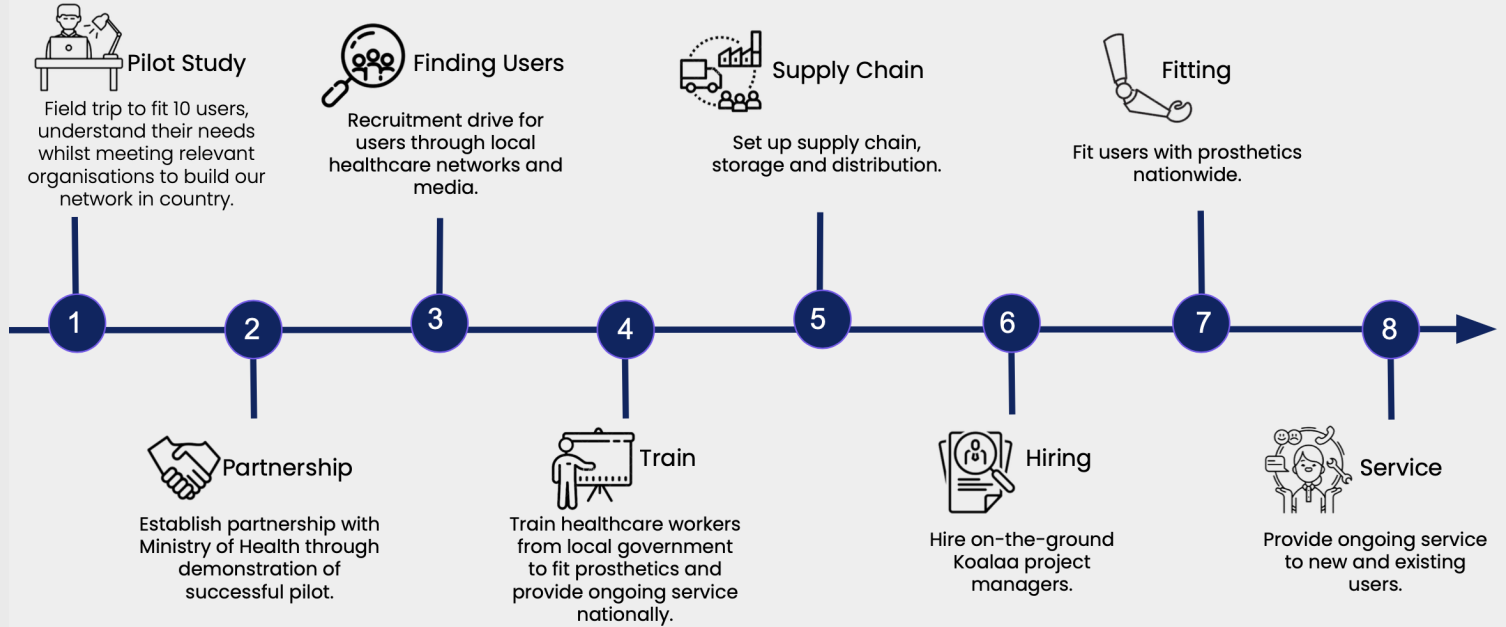 Pilot Study
Field trip to fit 10 users,
understand their needs
whilst meeting relevant
organisations to build our
network in country.
Finding Users
Recruitment drive for
users through local
healthcare networks and
media.
Supply Chain
Set up supply chain,
storage and distribution.
Fitting
Fit users with prosthetics
nationwide.
1
2
3
4
5
6
7
8
Partnership
Establish partnership with
Ministry of Health through
demonstration of
successful pilot.
Train
Train healthcare workers
from local government
to fit prosthetics and
provide ongoing service
nationally.
Hiring
Hire on-the-ground
Koalaa project
managers.
Service
Provide ongoing service
to new and existing
users.